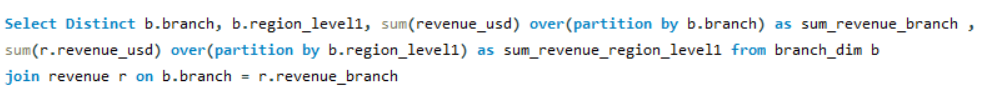 Select Distinct b.branch, b.region_level1, sum(revenue_usd) over(partition by b.branch) as sum_revenue_branch ,
sum(r.revenue_usd) over(partition by b.region_level1) as sum_revenue_region_level1 from branch_dim b
join revenue r on b.branch = r.revenue_branch